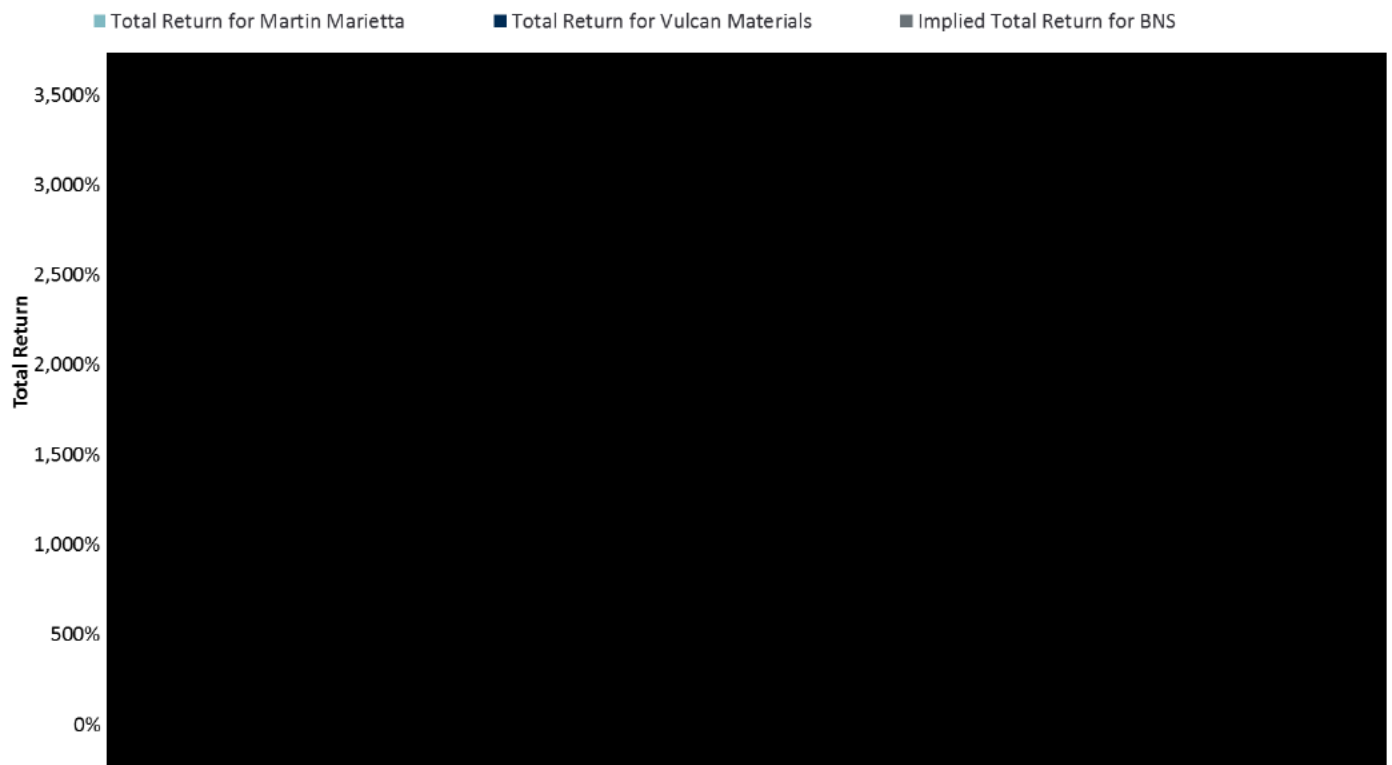 Total Return for Martin Marietta
Total Return for Vulcan Materials
Implied Total Return for BNS
3,500%
3,000%
2,500%
2,000%
1,500%
1,000%
500%
0%
Total Return